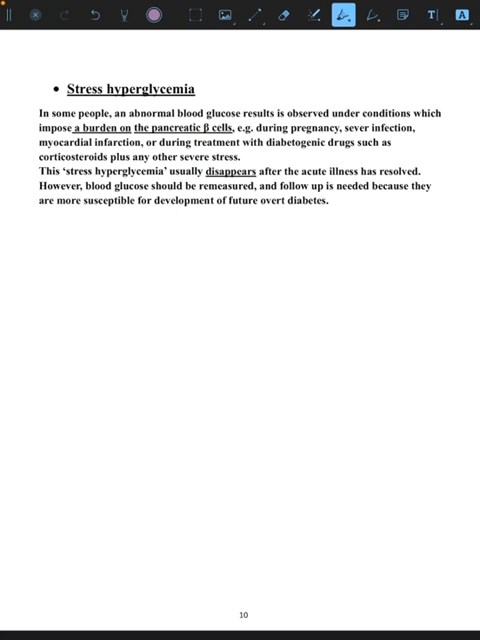 T
A
• Stress hyperglycemia
In some people, an abnormal blood glucose results is observed under conditions which
impose a burden on the pancreatic β cells, e.g. during pregnancy, sever infection,
myocardial infarction, or during treatment with diabetogenic drugs such as
corticosteroids plus any other severe stress.
This ‘stress hyperglycemia’ usually disappears after the acute illness has resolved.
However, blood glucose should be remeasured, and follow up is needed because they
are more susceptible for development of future overt diabetes.
10